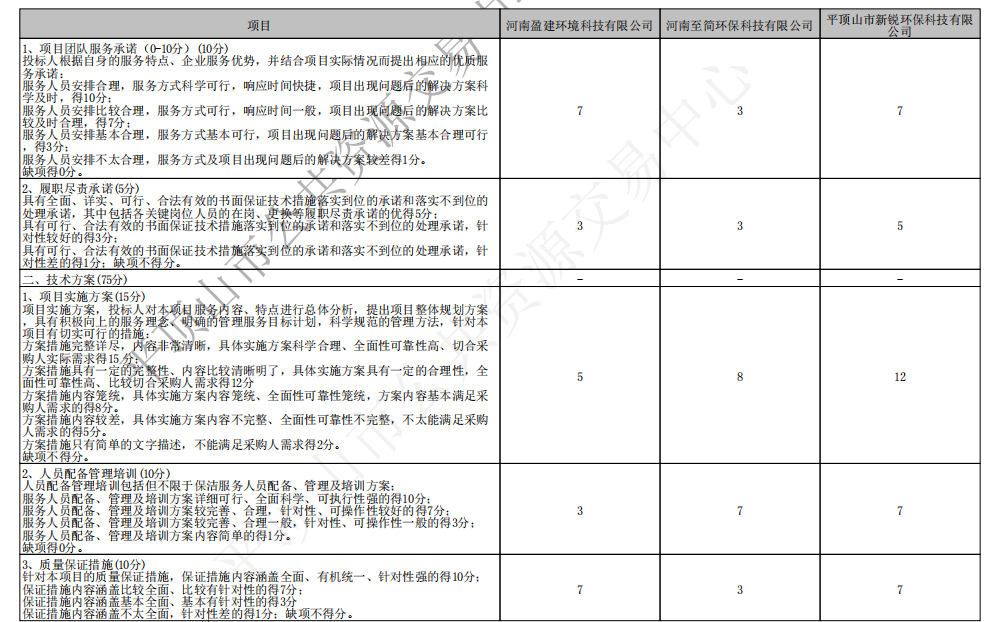 项目
河南盈建环境科技有限公司
河南至简环保科技有限公司
平顶山市新锐环保科技有限
公司
1、项目团队服务承诺（0-10分）(10分)
投标人根据自身的服务特点、企业服务优势，并结合项目实际情况而提出相应的优质服
务承诺：
服务人员安排合理，服务方式科学可行，响应时间快捷，项目出现问题后的解决方案科
学及时，得10分；
服务人员安排比较合理，服务方式可行，响应时间一般，项目出现问题后的解决方案比
较及时合理，得7分；
服务人员安排基本合理，服务方式基本可行，项目出现问题后的解决方案基本合理可行
，得3分；
服务人员安排不太合理，服务方式及项目出现问题后的解决方案较差得1分。
缺项得0分。
7
3
7
2、履职尽责承诺(5分)
具有全面、详实、可行、合法有效的书面保证技术措施落实到位的承诺和落实不到位的
处理承诺，其中包括各关键岗位人员的在岗、更换等履职尽责承诺的优得5分；
具有可行、合法有效的书面保证技术措施落实到位的承诺和落实不到位的处理承诺，针
对性较好的得3分；
具有可行、合法有效的书面保证技术措施落实到位的承诺和落实不到位的处理承诺，针
对性差的得1分；缺项不得分。
3
3
5
二、技术方案(75分)
-
-
-
1、项目实施方案(15分)
项目实施方案，投标人对本项目服务内容、特点进行总体分析，提出项目整体规划方案
，具有积极向上的服务理念、明确的管理服务目标计划，科学规范的管理方法，针对本
项目有切实可行的措施：
方案措施完整详尽，内容非常清晰，具体实施方案科学合理、全面性可靠性高、切合采
购人实际需求得15分；
方案措施具有一定的完整性、内容比较清晰明了，具体实施方案具有一定的合理性，全
面性可靠性高、比较切合采购人需求得12分
方案措施内容笼统，具体实施方案内容笼统、全面性可靠性笼统，方案内容基本满足采
购人需求的得8分。
方案措施内容较差，具体实施方案内容不完整、全面性可靠性不完整，不太能满足采购
人需求的得5分。
方案措施只有简单的文字描述，不能满足采购人需求得2分。
缺项不得分。
5
8
12
2、人员配备管理培训(10分)
人员配备管理培训包括但不限于保洁服务人员配备、管理及培训方案；
服务人员配备、管理及培训方案详细可行、全面科学、可执行性强的得10分；
服务人员配备、管理及培训方案较完善、合理，针对性、可操作性较好的得7分；
服务人员配备、管理及培训方案较完善、合理一般，针对性、可操作性一般的得3分；
服务人员配备、管理及培训方案内容简单的得1分。
缺项得0分。
3
7
7
3、质量保证措施(10分)
针对本项目的质量保证措施，保证措施内容涵盖全面、有机统一、针对性强的得10分；
保证措施内容涵盖比较全面、比较有针对性的得7分；
保证措施内容涵盖基本全面、基本有针对性的得3分
保证措施内容涵盖不太全面，针对性差的得1分；缺项不得分。
7
3
7
平顶山市公共资源交易中心
平顶山市公共资源交易中心